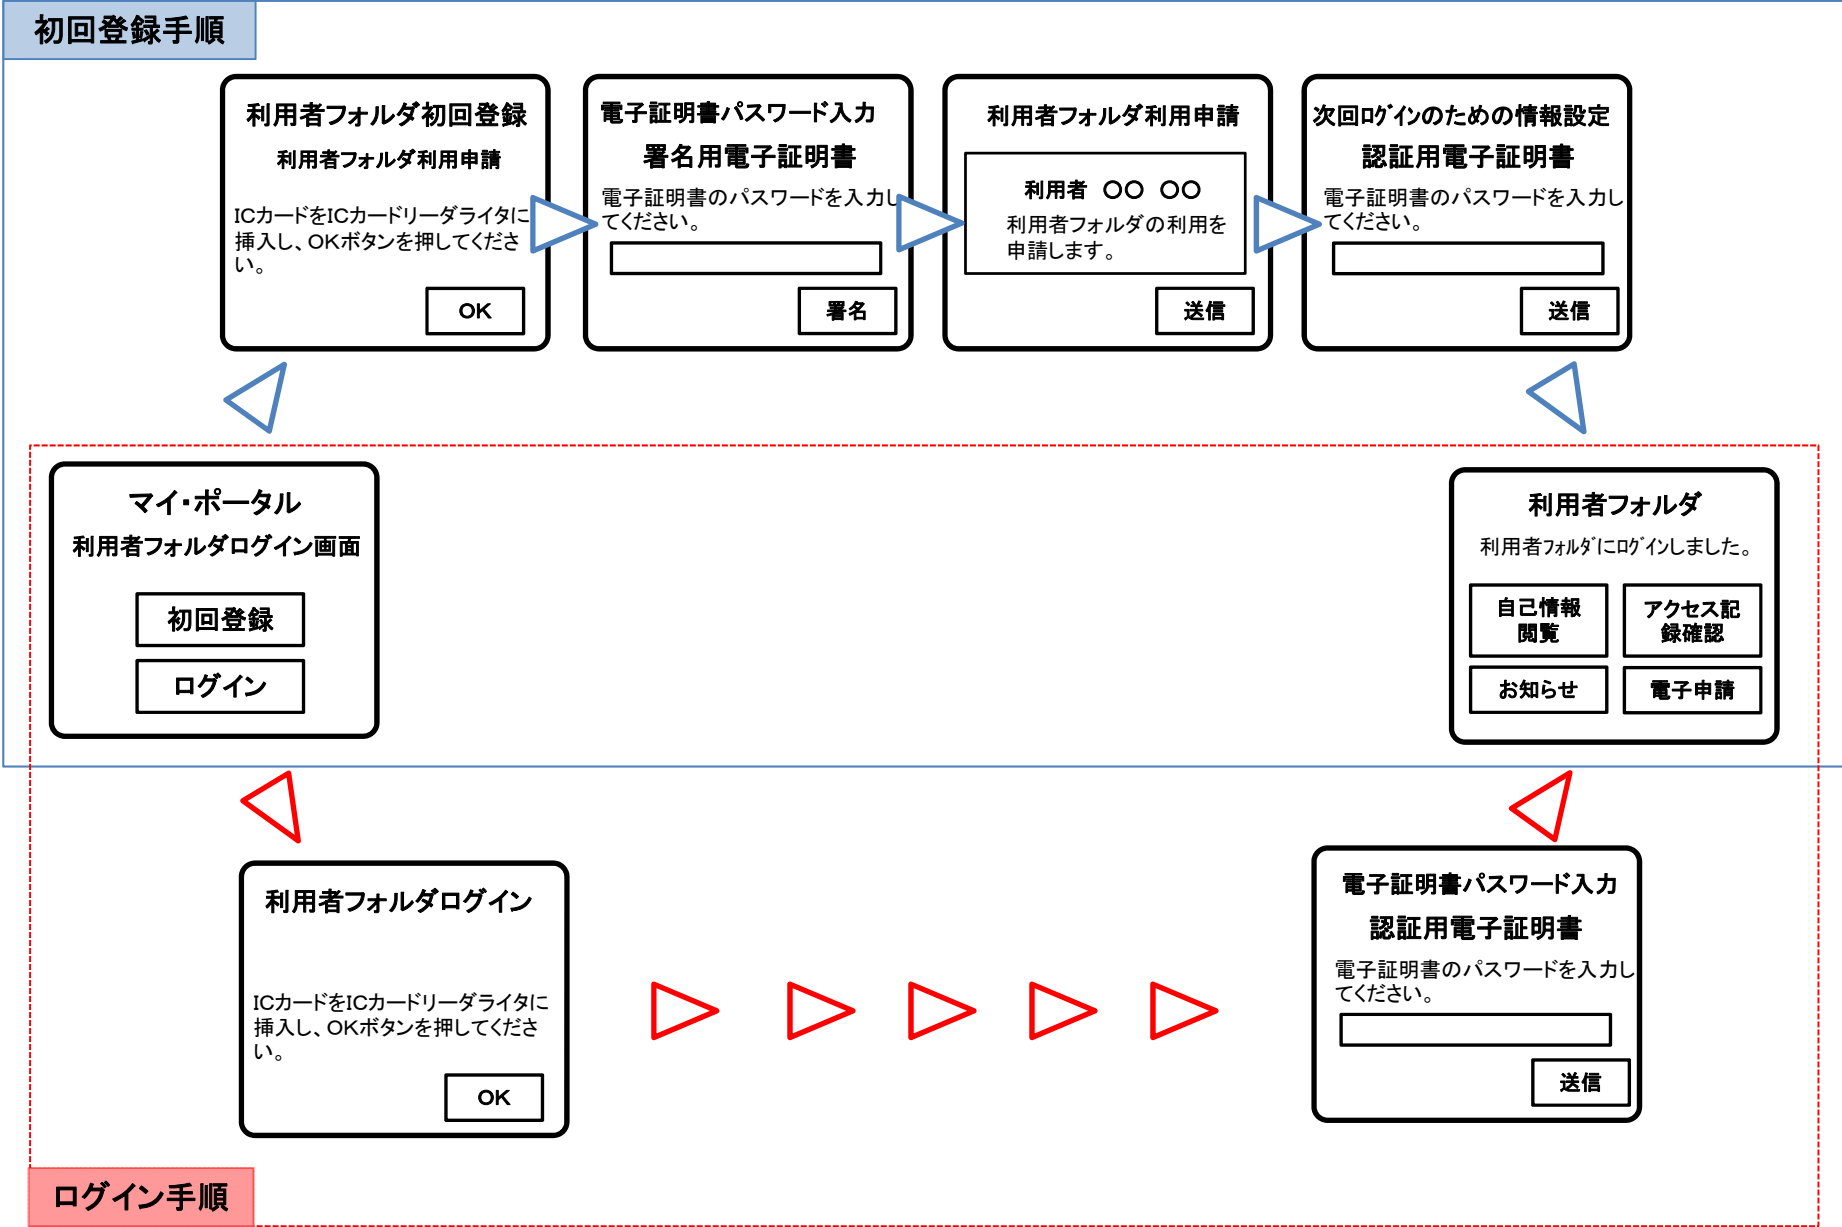 初回登録手順
利用者フォルダ初回登録
利用者フォルダ利用申請
ICカードをICカードリーダライタに
挿入し、OKボタンを押してくださ
い。
OK
電子証明書パスワード入力
署名用電子証明書
電子証明書のパスワードを入力し
てください。
署名
利用者フォルダ利用申請
利用者 ○○ ○○
利用者フォルダの利用を
申請します。
送信
次回ﾛｸﾞｲﾝのための情報設定
認証用電子証明書
電子証明書のパスワードを入力し
てください。
送信
マイ・ポータル
利用者フォルダログイン画面
初回登録
ログイン
利用者フォルダ
利用者ﾌｫﾙﾀﾞにﾛｸﾞｲﾝしました。
自己情報
閲覧
アクセス記
録確認
お知らせ
電子申請
利用者フォルダログイン
ICカードをICカードリーダライタに
挿入し、OKボタンを押してくださ
い。
OK
電子証明書パスワード入力
認証用電子証明書
電子証明書のパスワードを入力し
てください。
送信
ログイン手順